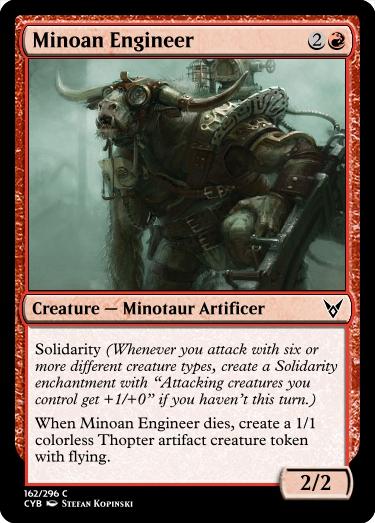 Minoan Engineer 2
Creature — Minotaur Artificer
Solidarity (Whenever you attack with six or
more different creature types, create a Solidarity
enchantment with “Attacking creatures you
control get +1/+0” if you haven’t this turn.)
When Minoan Engineer dies, create a 1/1
colorless Thopter artifact creature token
with flying.
2/2
162/296 C
CYB Stefan Kopinski